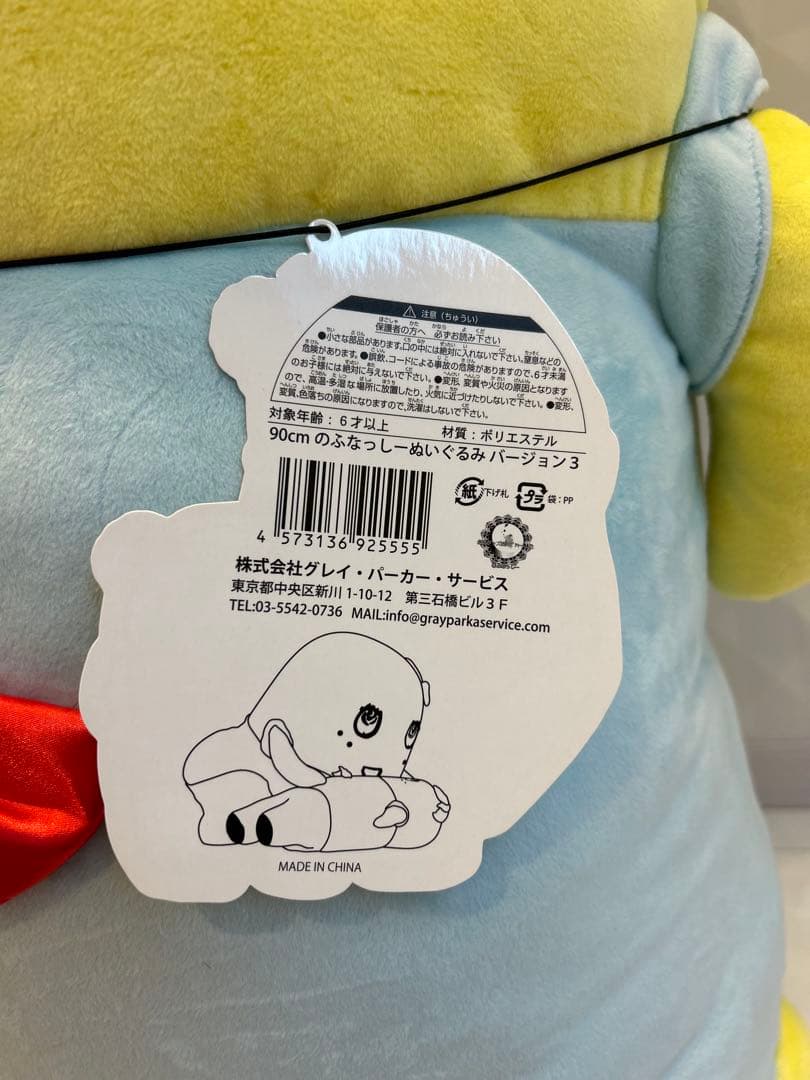 ⚠ 注意（ちゅうい）
保護者の方へ 必ずお読み下さい
●小さな部品があります。口の中には絶対に入れないで下さい。窒息などの
危険があります。●誤飲、コードによる事故の危険がありますので、6才未満
のお子様には絶対に与えないで下さい。●変形、変質や火災の原因となります
ので、高温・多湿な場所に放置したり、火気に近づけたりしないで下さい。●変形、
変質、色落ちの原因になりますので、洗濯はしないで下さい。
対象年齢：6才以上 材質：ポリエステル
90cm のふなっしーぬいぐるみ バージョン3
紙 下げ札 プラ 袋：PP
4 573136 925555
株式会社グレイ・パーカー・サービス
東京都中央区新川 1-10-12 第三石橋ビル3F
TEL:03-5542-0736 MAIL:info@grayparkaservice.com
MADE IN CHINA